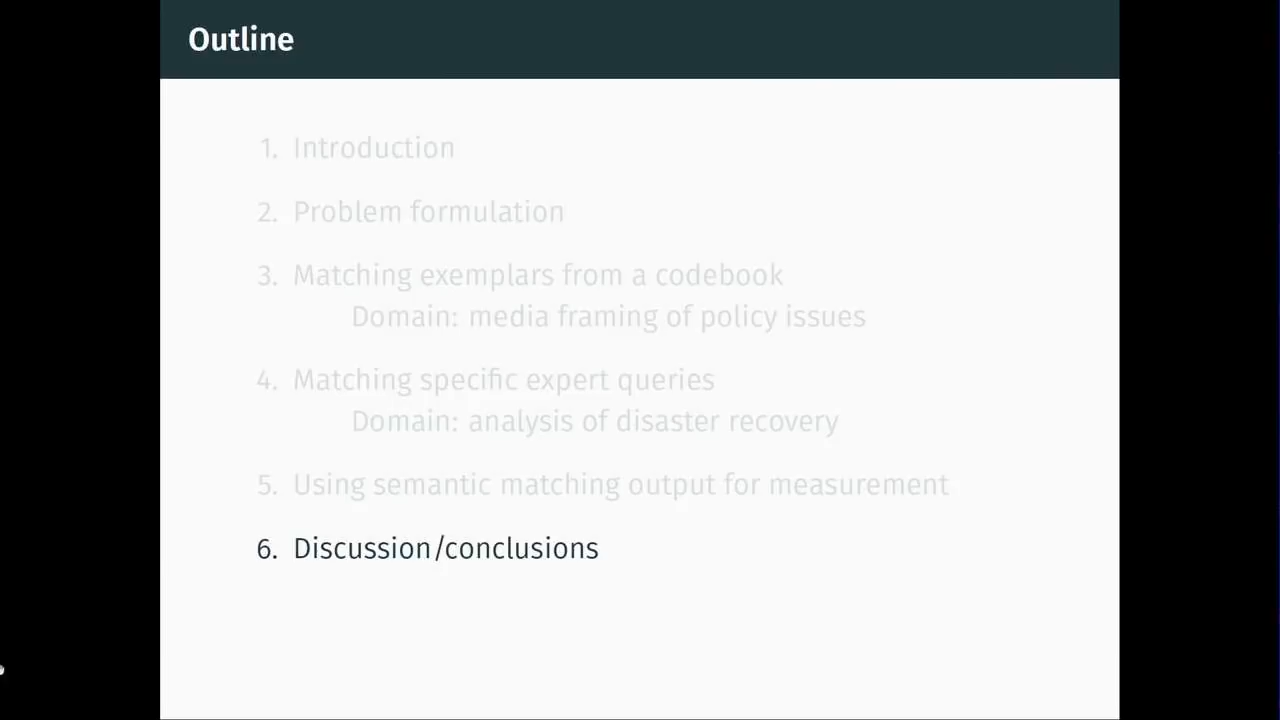 Outline
1. Introduction
2. Problem formulation
3. Matching exemplars from a codebook
Domain: media framing of policy issues
4. Matching specific expert queries
Domain: analysis of disaster recovery
5. Using semantic matching output for measurement
6. Discussion/conclusions